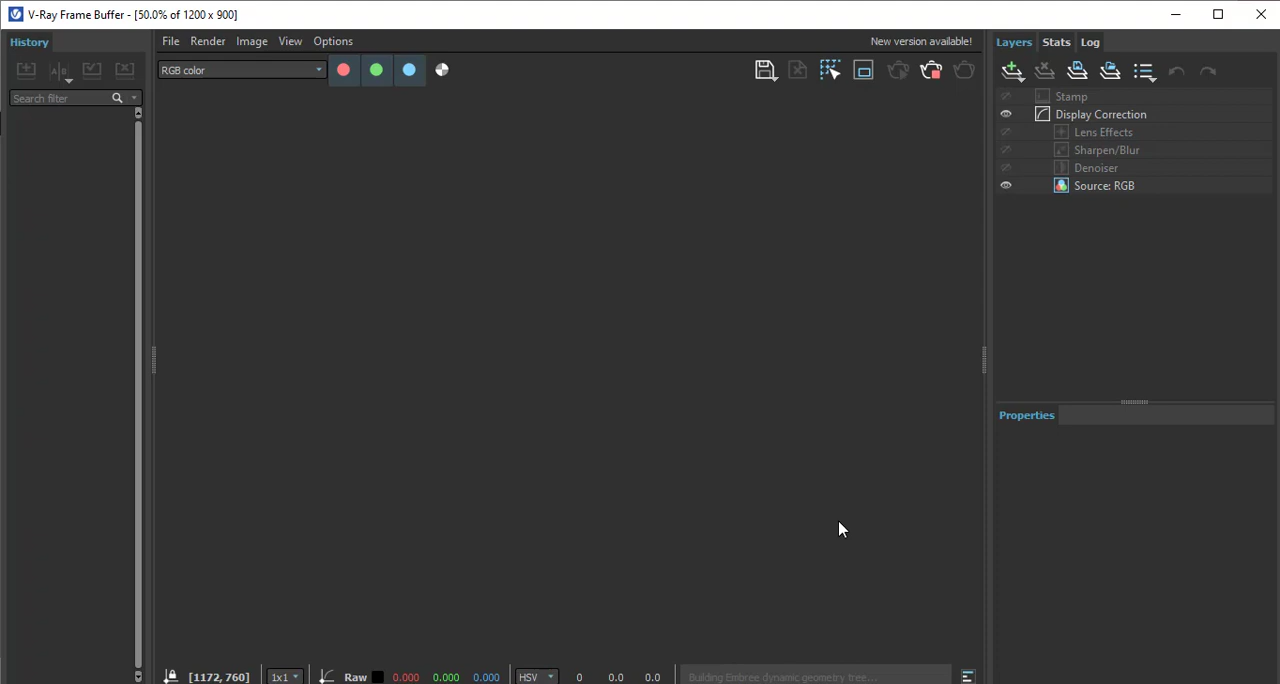 V-Ray Frame Buffer - [50.0% of 1200 x 900]
History
File Render Image View Options
New version available!
Layers Stats Log
RGB color
A B
Search filter
Stamp
Display Correction
Lens Effects
Sharpen/Blur
Denoiser
Source: RGB
Properties
[1172, 760]
1x1
Raw
0.000 0.000 0.000
HSV
0 0.0 0.0
Building Embree dynamic geometry tree...